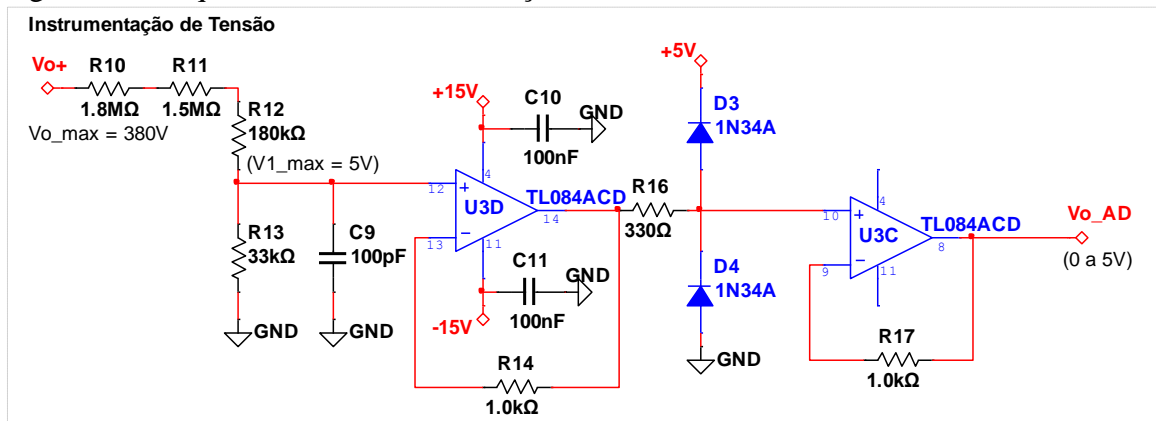 Instrumentação de Tensão
Vo+
R10
1.8MΩ
R11
1.5MΩ
Vo_max = 380V
R12
180kΩ
(V1_max = 5V)
R13
33kΩ
GND
C9
100pF
GND
+15V
C10
100nF
GND
12
13
4
11
14
+
−
U3D
TL084ACD
C11
100nF
GND
-15V
R14
1.0kΩ
R16
330Ω
+5V
D3
1N34A
D4
1N34A
GND
10
9
4
11
8
+
−
U3C
TL084ACD
R17
1.0kΩ
Vo_AD
(0 a 5V)